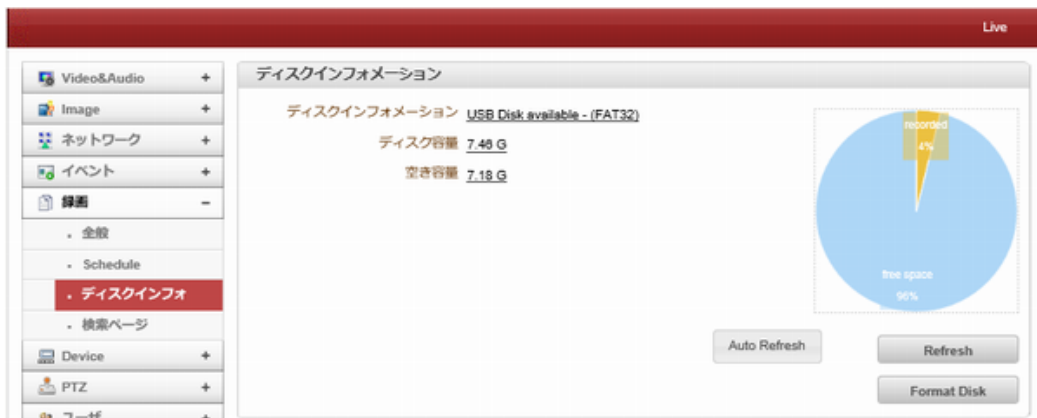 Live
Video&Audio +
Image +
ネットワーク +
イベント +
録画 -
. 全般
. Schedule
. ディスクインフォ
. 検索ページ
Device +
PTZ +
ユーザ +
ディスクインフォメーション
ディスクインフォメーション USB Disk available - (FAT32)
ディスク容量 7.46 G
空き容量 7.18 G
recorded
4%
free space
96%
Auto Refresh
Refresh
Format Disk